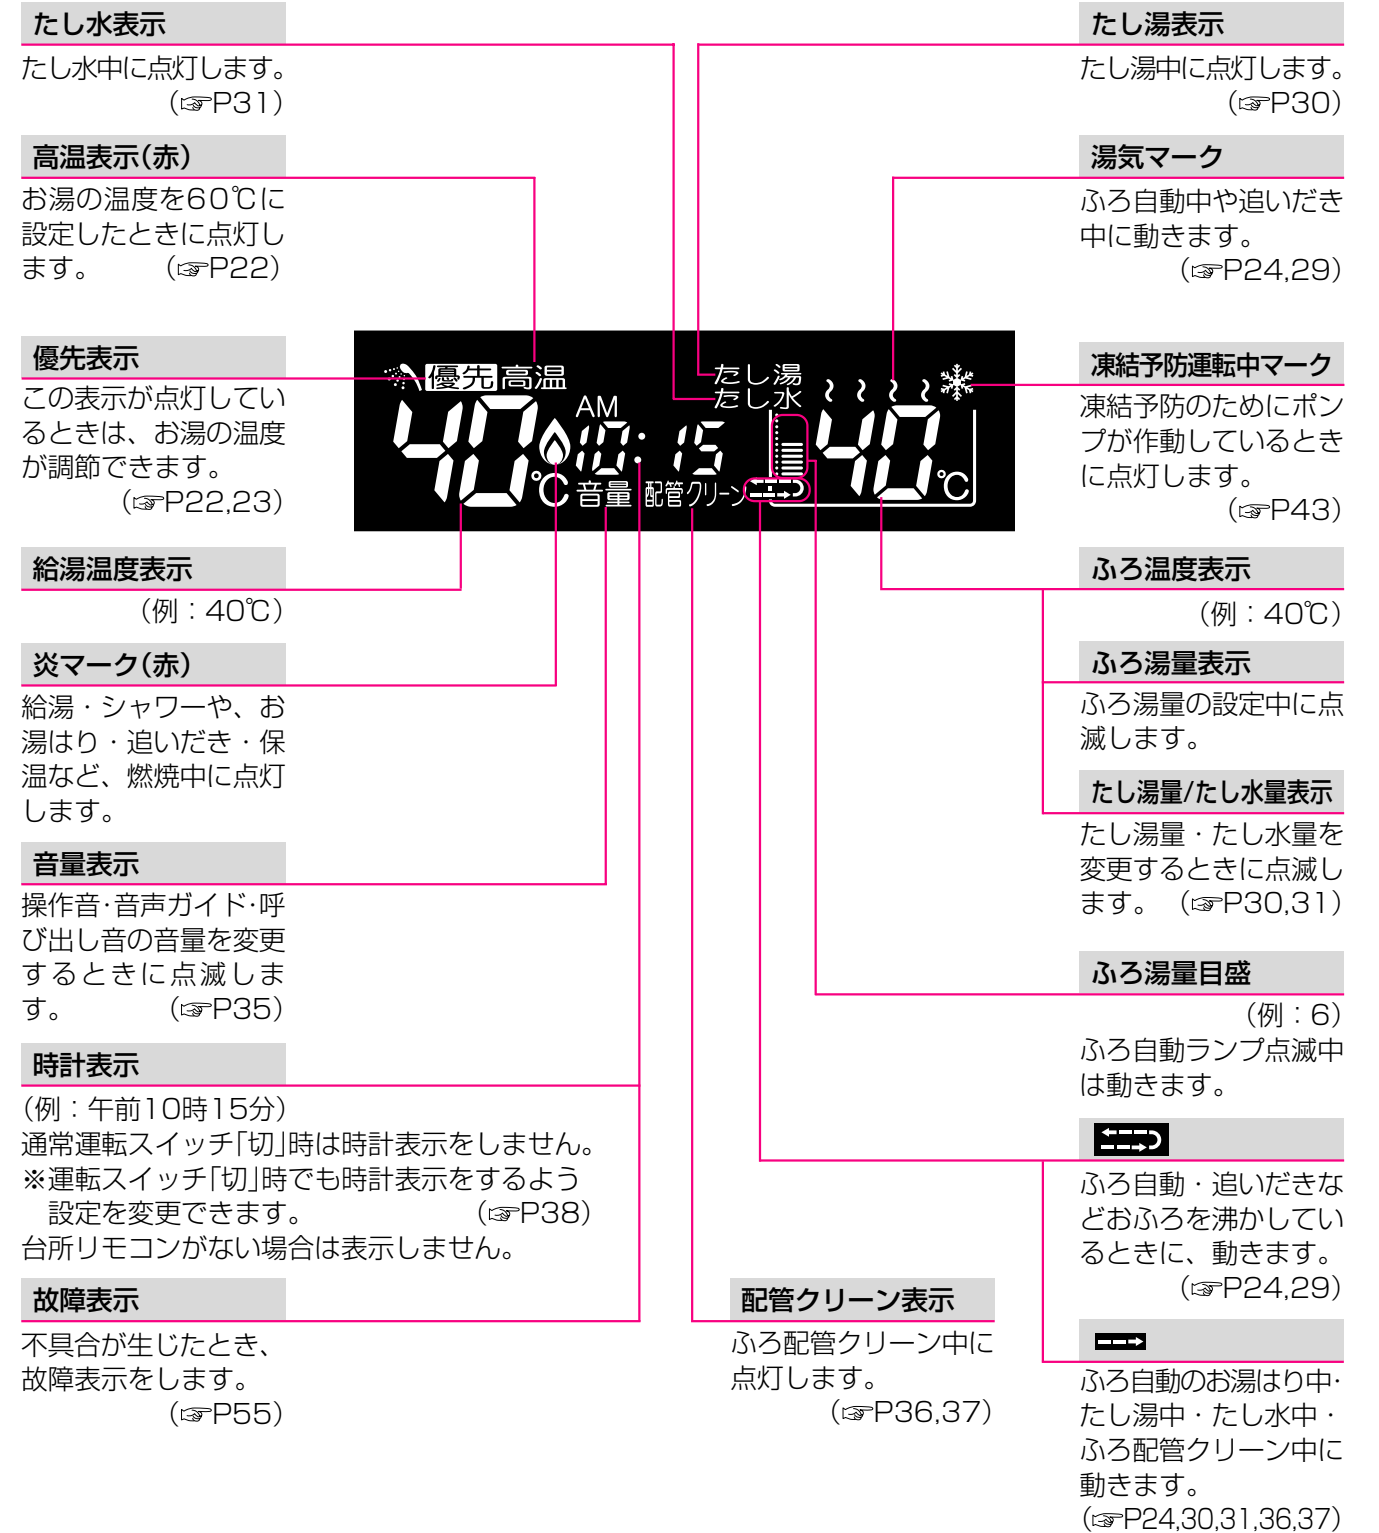 たし水表示
たし水中に点灯します。
（☞P31）
高温表示（赤）
お湯の温度を60℃に
設定したときに点灯し
ます。 （☞P22）
優先表示
この表示が点灯してい
るときは、お湯の温度
が調節できます。
（☞P22,23）
給湯温度表示
（例：40℃）
炎マーク（赤）
給湯・シャワーや、お
湯はり・追いだき・保
温など、燃焼中に点灯
します。
音量表示
操作音・音声ガイド・呼
び出し音の音量を変更
するときに点滅しま
す。 （☞P35）
時計表示
（例：午前10時15分）
通常運転スイッチ「切」時は時計表示をしません。
※運転スイッチ「切」時でも時計表示をするよう
設定を変更できます。 （☞P38）
台所リモコンがない場合は表示しません。
故障表示
不具合が生じたとき、
故障表示をします。
（☞P55）
優先 高温
40℃
AM
10:15
音量 配管クリーン
たし湯
たし水
40℃
配管クリーン表示
ふろ配管クリーン中に
点灯します。
（☞P36,37）
たし湯表示
たし湯中に点灯します。
（☞P30）
湯気マーク
ふろ自動中や追いだき
中に動きます。
（☞P24,29）
凍結予防運転中マーク
凍結予防のためにポン
プが作動しているとき
に点灯します。
（☞P43）
ふろ温度表示
（例：40℃）
ふろ湯量表示
ふろ湯量の設定中に点
滅します。
たし湯量/たし水量表示
たし湯量・たし水量を
変更するときに点滅し
ます。 （☞P30,31）
ふろ湯量目盛
（例：6）
ふろ自動ランプ点滅中
は動きます。
ふろ自動・追いだきな
どおふろを沸かしてい
るときに、動きます。
（☞P24,29）
ふろ自動のお湯はり中・
たし湯中・たし水中・
ふろ配管クリーン中に
動きます。
（☞P24,30,31,36,37）